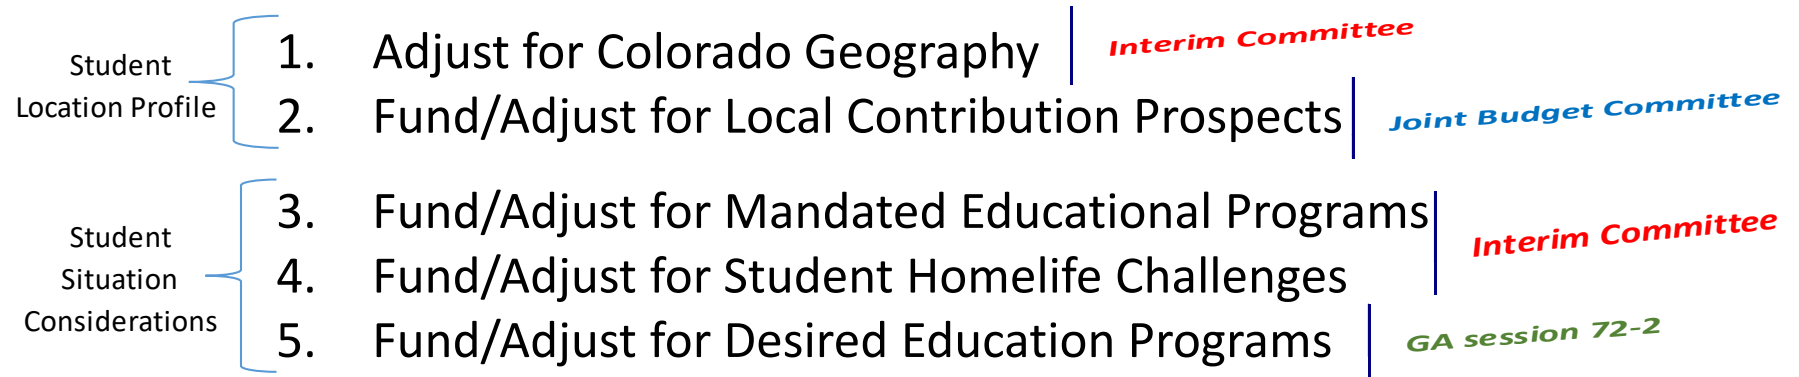 Student
Location Profile
1. Adjust for Colorado Geography
Interim Committee
2. Fund/Adjust for Local Contribution Prospects
Joint Budget Committee
Student
Situation
Considerations
3. Fund/Adjust for Mandated Educational Programs
Interim Committee
4. Fund/Adjust for Student Homelife Challenges
5. Fund/Adjust for Desired Education Programs
GA session 72-2